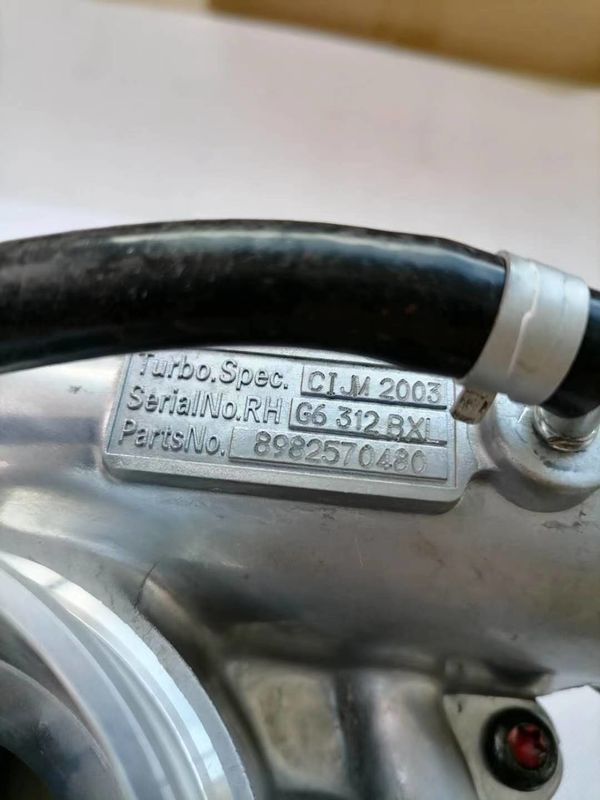 Turbo.Spec. CIJM 2003
SerialNo.RH G6 312 BXL
PartsNo. 8982570480